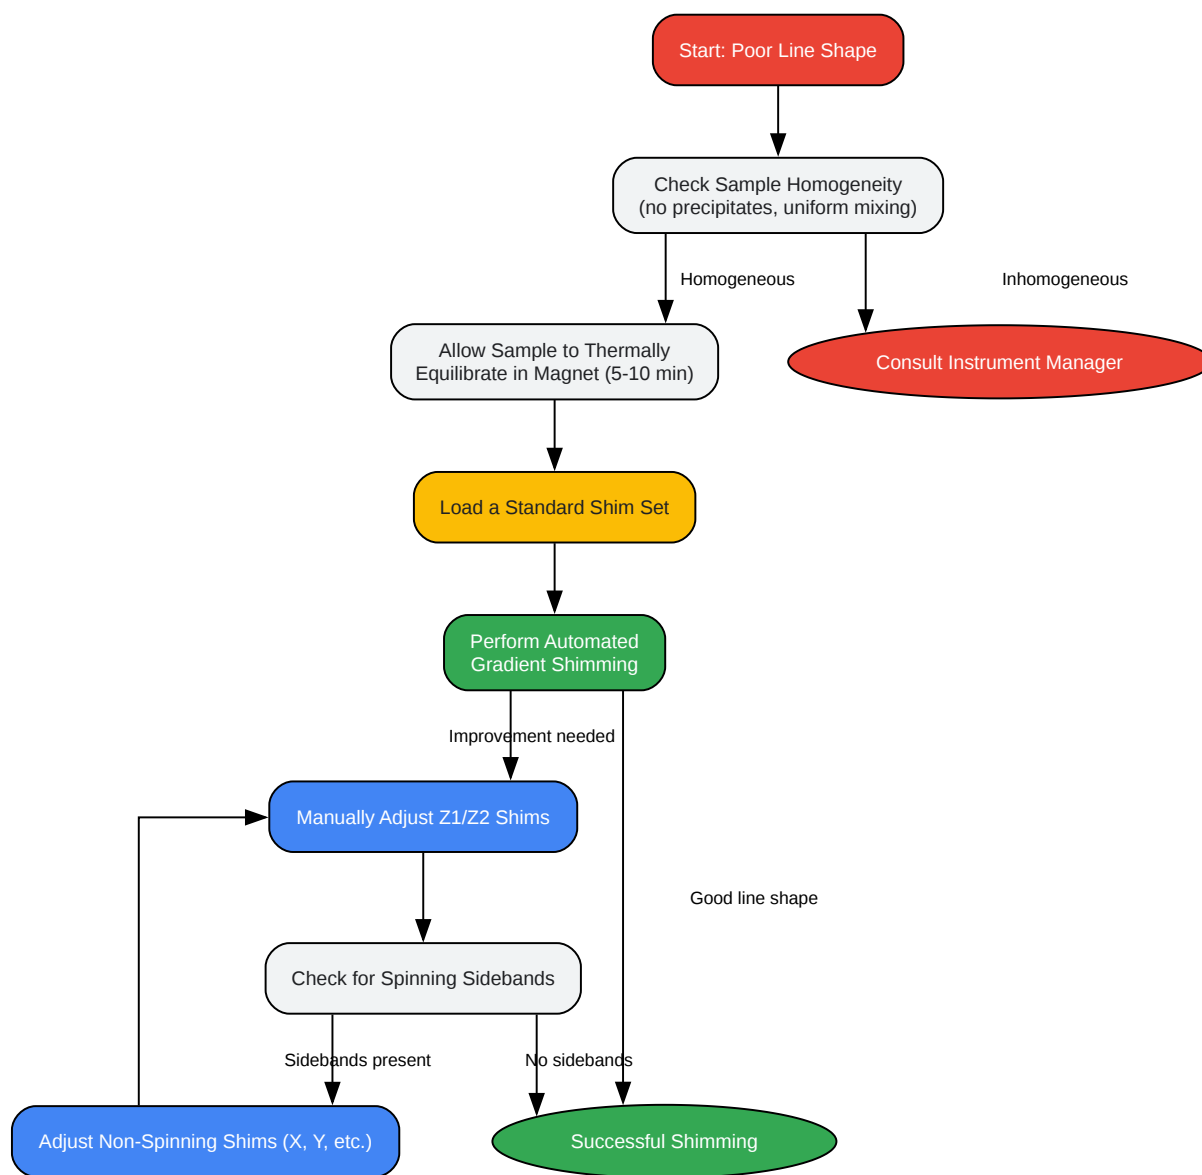 Start: Poor Line Shape
Check Sample Homogeneity
(no precipitates, uniform mixing)
Homogeneous
Inhomogeneous
Allow Sample to Thermally
Equilibrate in Magnet (5-10 min)
Consult Instrument Manager
Load a Standard Shim Set
Perform Automated
Gradient Shimming
Improvement needed
Manually Adjust Z1/Z2 Shims
Good line shape
Check for Spinning Sidebands
Sidebands present
No sidebands
Adjust Non-Spinning Shims (X, Y, etc.)
Successful Shimming